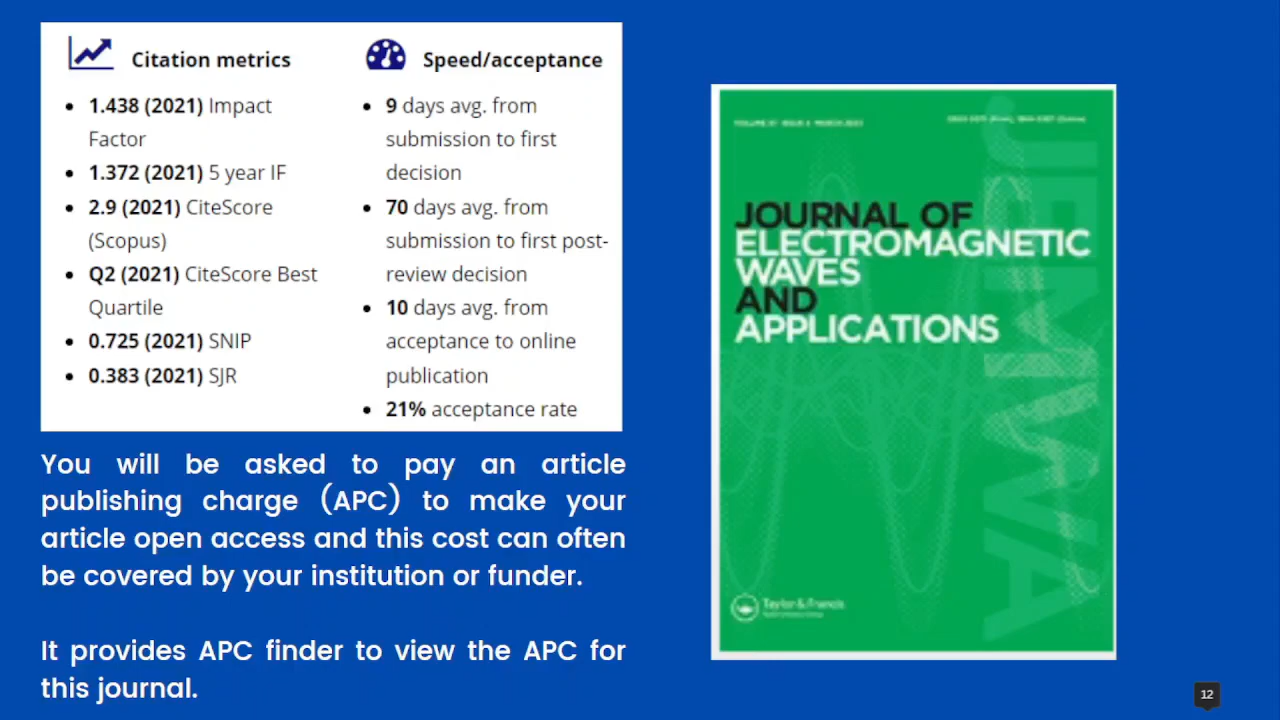 Citation metrics
1.438 (2021) Impact
Factor
1.372 (2021) 5 year IF
2.9 (2021) CiteScore
(Scopus)
Q2 (2021) CiteScore Best
Quartile
0.725 (2021) SNIP
0.383 (2021) SJR
Speed/acceptance
9 days avg. from
submission to first
decision
70 days avg. from
submission to first post-
review decision
10 days avg. from
acceptance to online
publication
21% acceptance rate
You will be asked to pay an article
publishing charge (APC) to make your
article open access and this cost can often
be covered by your institution or funder.
It provides APC finder to view the APC for
this journal.
JOURNAL OF
ELECTROMAGNETIC
WAVES
AND
APPLICATIONS
JEMWA
Taylor & Francis
12